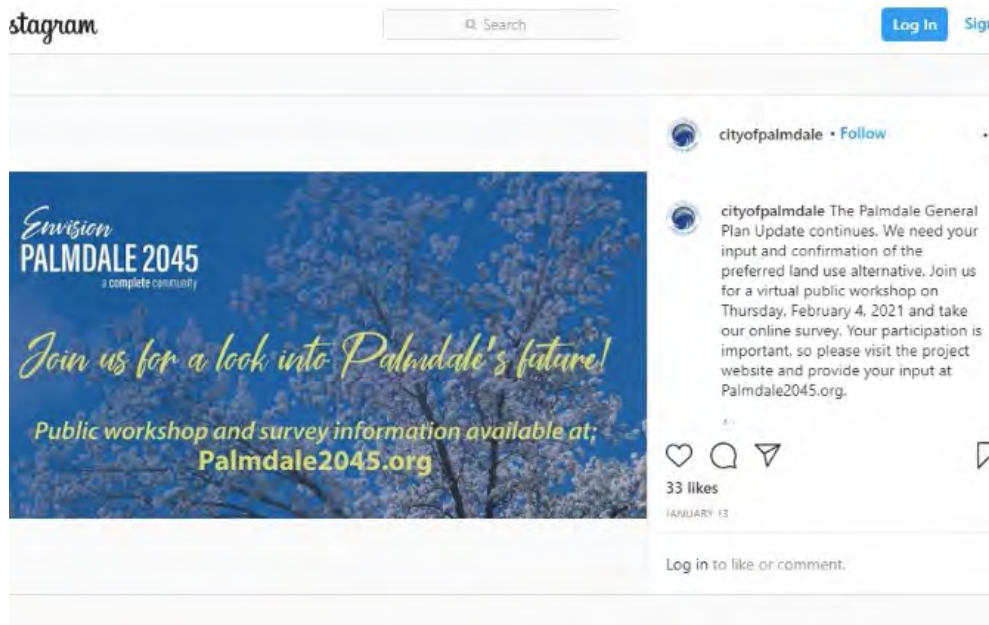 stagram
Search
Log In
Sign
cityofpalmdale • Follow
Envision
PALMDALE 2045
a complete community
Join us for a look into Palmdale's future!
Public workshop and survey information available at;
Palmdale2045.org
cityofpalmdale The Palmdale General
Plan Update continues. We need your
input and confirmation of the
preferred land use alternative. Join us
for a virtual public workshop on
Thursday, February 4, 2021 and take
our online survey. Your participation is
important, so please visit the project
website and provide your input at
Palmdale2045.org.
33 likes
JANUARY 13
Log in to like or comment.